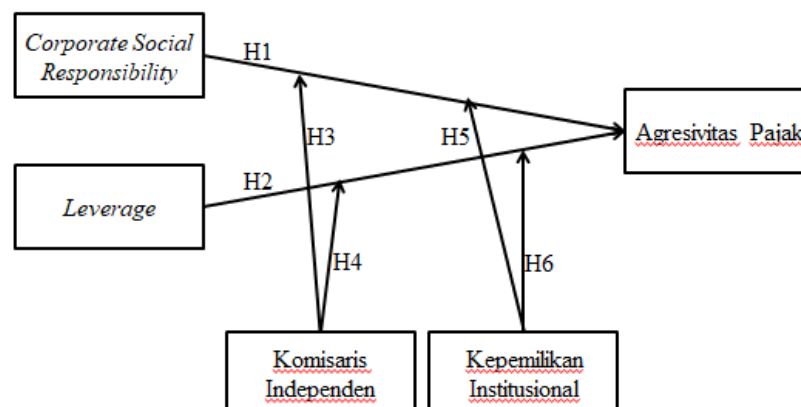 Corporate Social
Responsibility
H1
H3
H5
Agresivitas Pajak
H2
Leverage
H4
H6
Komisaris
Independen
Kepemilikan
Institusional